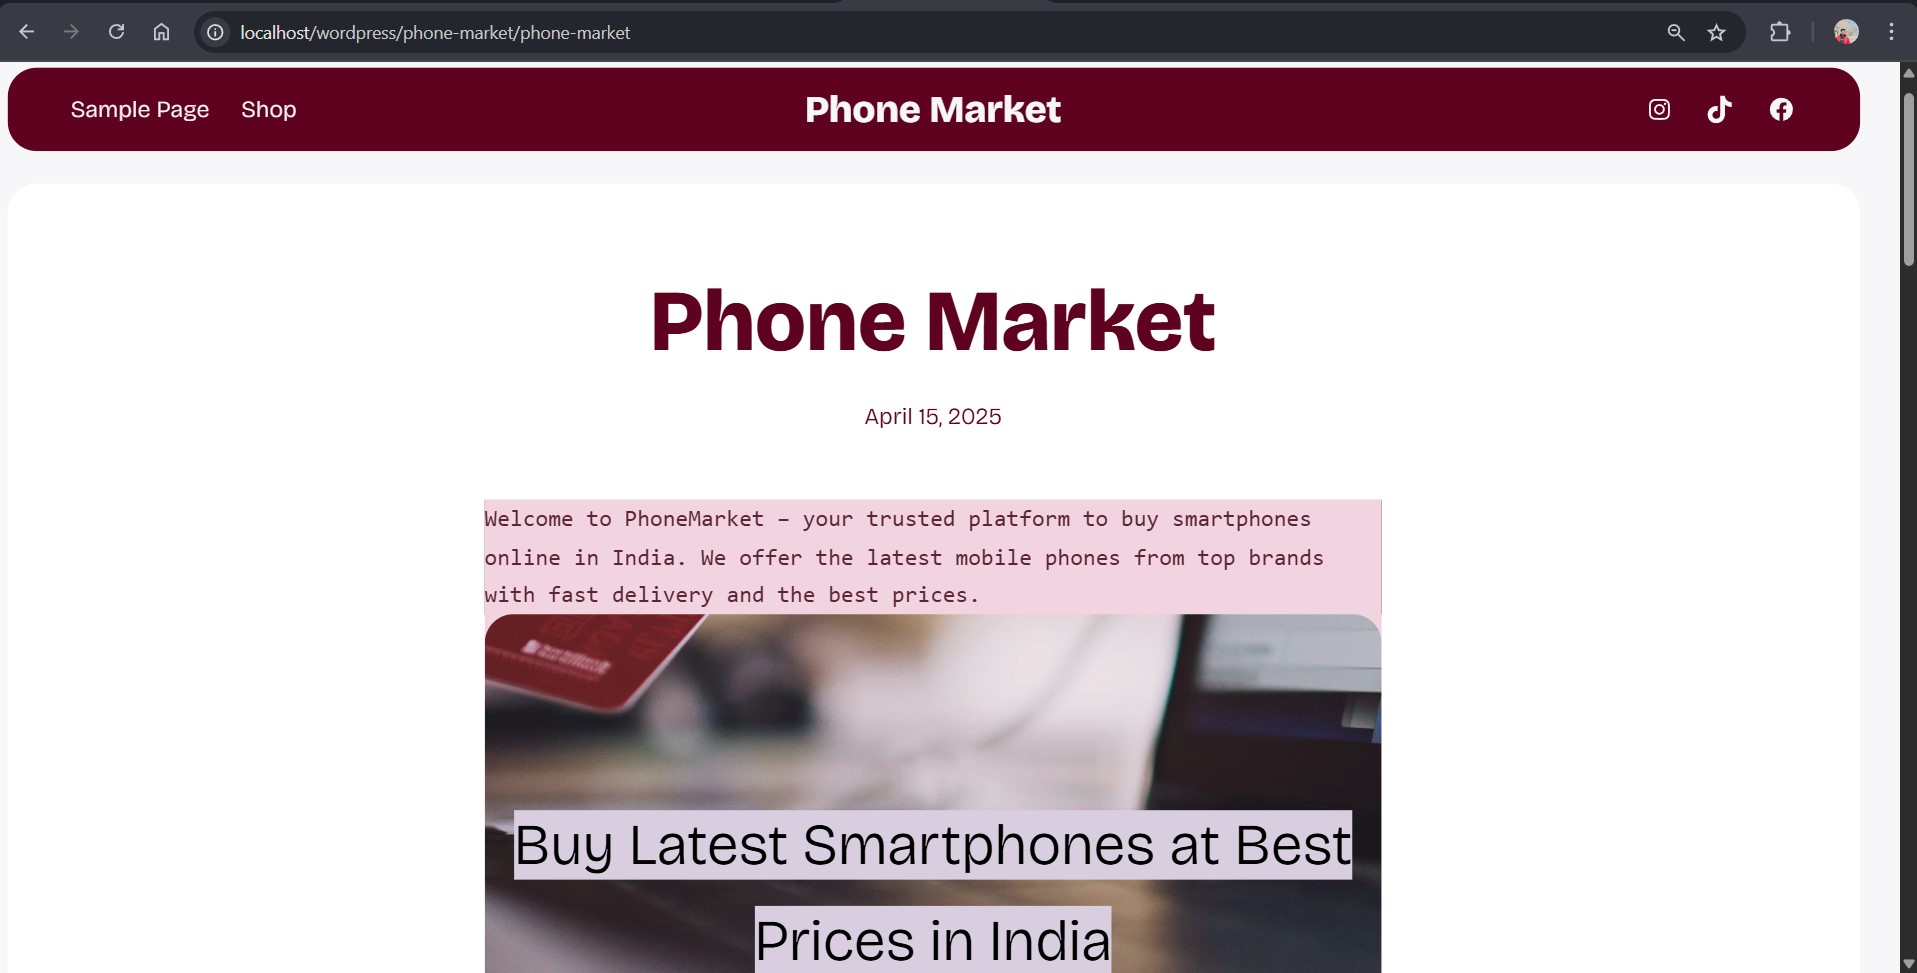 localhost/wordpress/phone-market/phone-market
Sample Page Shop Phone Market
Phone Market
April 15, 2025
Welcome to PhoneMarket – your trusted platform to buy smartphones
online in India. We offer the latest mobile phones from top brands
with fast delivery and the best prices.
Buy Latest Smartphones at Best
Prices in India